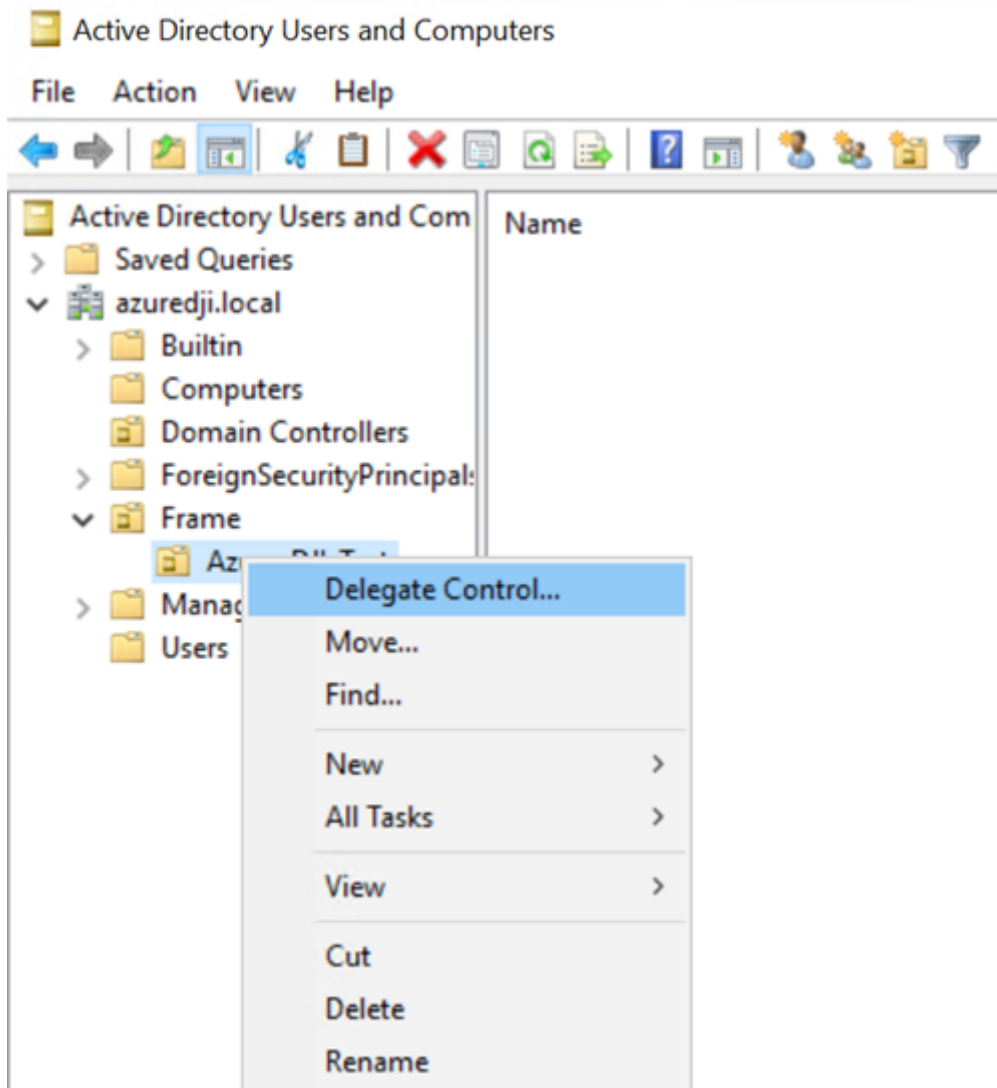 Active Directory Users and Computers
File Action View Help
Active Directory Users and Com
Name
Saved Queries
azuredji.local
Builtin
Computers
Domain Controllers
ForeignSecurityPrincipals
Frame
Delegate Control...
Move...
Users
Find...
New
All Tasks
View
Cut
Delete
Rename